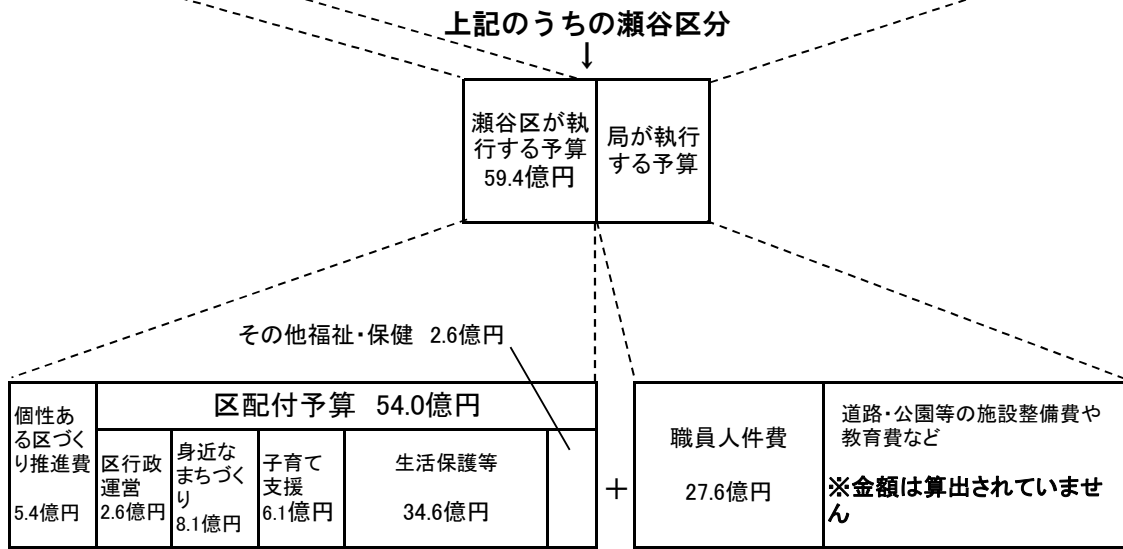 上記のうちの瀬谷区分
↓
瀬谷区が執
行する予算
59.4億円
局が執行
する予算
その他福祉・保健 2.6億円
個性あ
る区づく
り推進費
5.4億円
区配付予算 54.0億円
区行政
運営
2.6億円
身近な
まちづく
り
8.1億円
子育て
支援
6.1億円
生活保護等
34.6億円
＋
職員人件費
27.6億円
道路・公園等の施設整備費や
教育費など
※金額は算出されていませ
ん